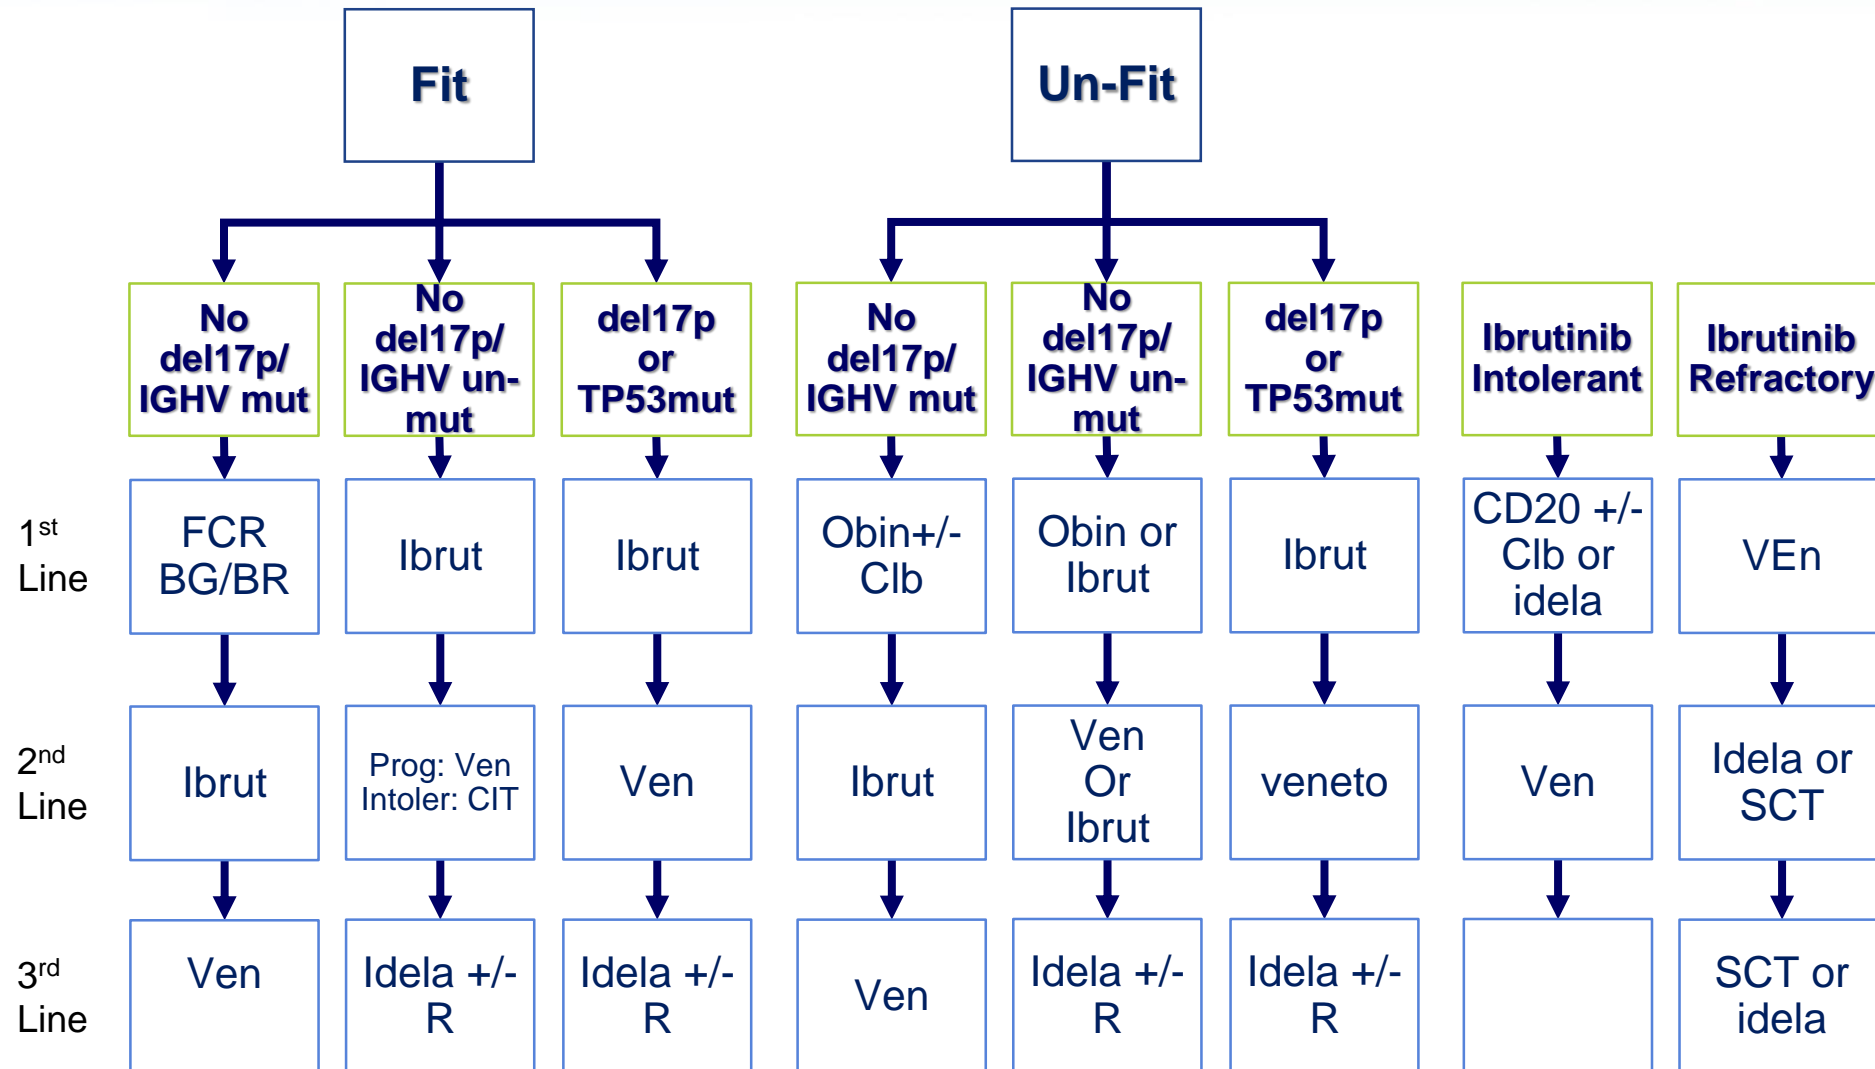 Fit
Un-Fit
No
del17p/
IGHV mut
No
del17p/
IGHV un-
mut
del17p
or
TP53mut
No
del17p/
IGHV mut
No
del17p/
IGHV un-
mut
del17p
or
TP53mut
Ibrutinib
Intolerant
Ibrutinib
Refractory
1st
Line
FCR
BG/BR
Ibrut
Ibrut
Obin+/-
Clb
Obin or
Ibrut
Ibrut
CD20 +/-
Clb or
idela
VEn
2nd
Line
Ibrut
Prog: Ven
Intoler: CIT
Ven
Ibrut
Ven
Or
Ibrut
veneto
Ven
Idela or
SCT
3rd
Line
Ven
Idela +/-
R
Idela +/-
R
Ven
Idela +/-
R
Idela +/-
R
SCT or
idela